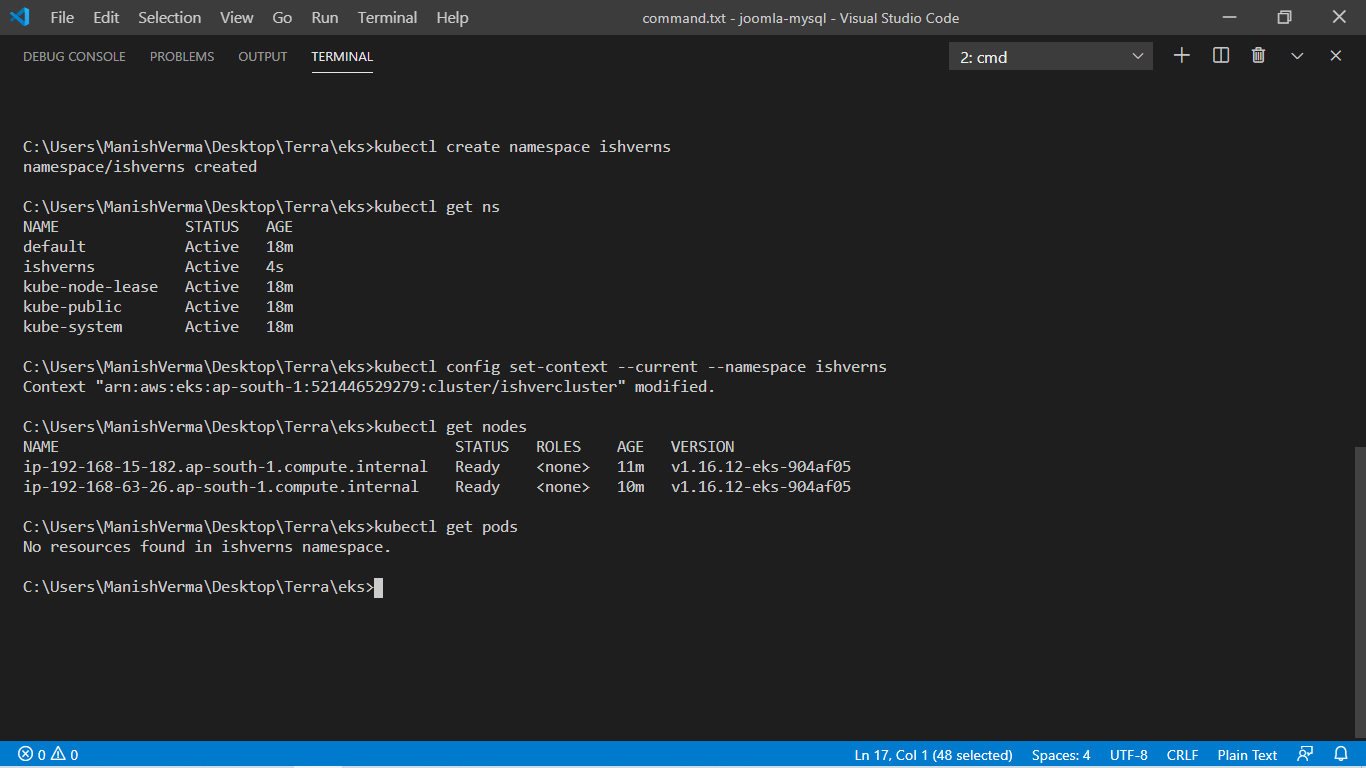 File Edit Selection View Go Run Terminal Help command.txt - joomla-mysql - Visual Studio Code
DEBUG CONSOLE PROBLEMS OUTPUT TERMINAL 2: cmd
C:\Users\ManishVerma\Desktop\Terra\eks>kubectl create namespace ishverns
namespace/ishverns created
C:\Users\ManishVerma\Desktop\Terra\eks>kubectl get ns
NAME STATUS AGE
default Active 18m
ishverns Active 4s
kube-node-lease Active 18m
kube-public Active 18m
kube-system Active 18m
C:\Users\ManishVerma\Desktop\Terra\eks>kubectl config set-context --current --namespace ishverns
Context "arn:aws:eks:ap-south-1:521446529279:cluster/ishvercluster" modified.
C:\Users\ManishVerma\Desktop\Terra\eks>kubectl get nodes
NAME STATUS ROLES AGE VERSION
ip-192-168-15-182.ap-south-1.compute.internal Ready <none> 11m v1.16.12-eks-904af05
ip-192-168-63-26.ap-south-1.compute.internal Ready <none> 10m v1.16.12-eks-904af05
C:\Users\ManishVerma\Desktop\Terra\eks>kubectl get pods
No resources found in ishverns namespace.
C:\Users\ManishVerma\Desktop\Terra\eks>
0 0 Ln 17, Col 1 (48 selected) Spaces: 4 UTF-8 CRLF Plain Text